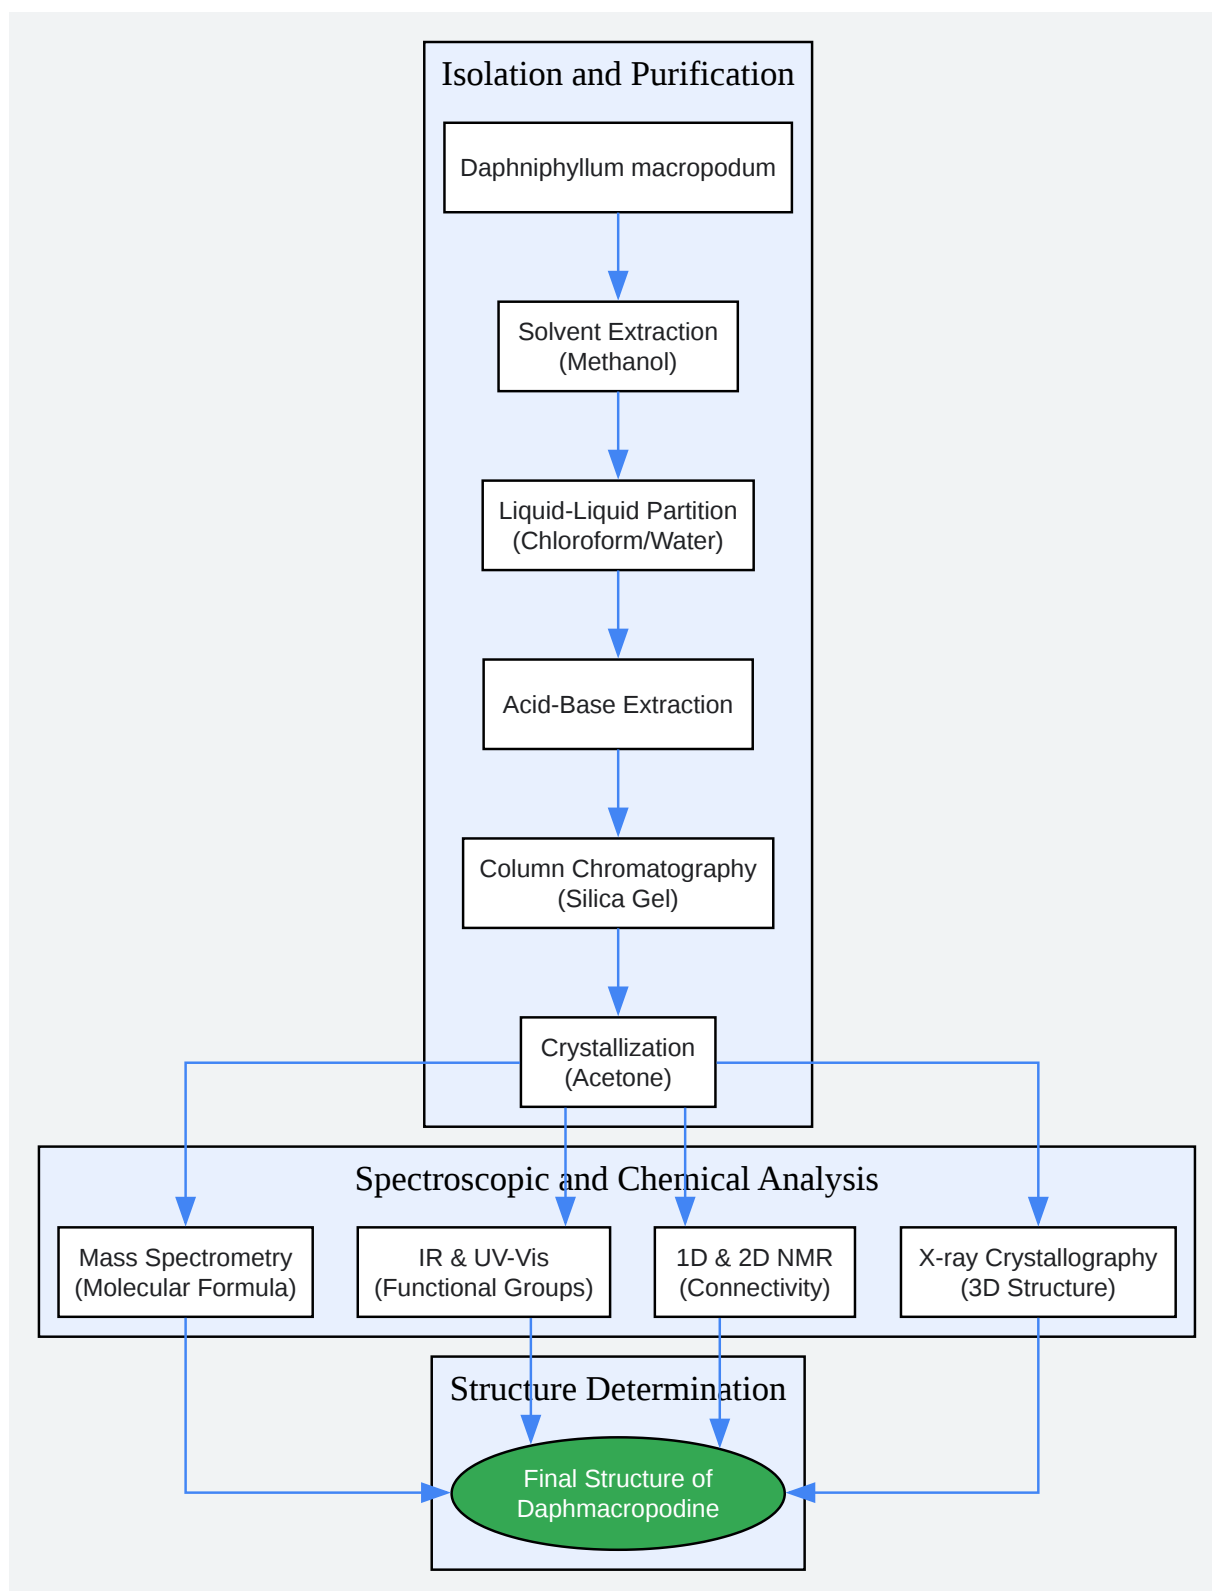 Isolation and Purification
Daphniphyllum macropodum
Solvent Extraction
(Methanol)
Liquid-Liquid Partition
(Chloroform/Water)
Acid-Base Extraction
Column Chromatography
(Silica Gel)
Crystallization
(Acetone)
Spectroscopic and Chemical Analysis
Mass Spectrometry
(Molecular Formula)
IR & UV-Vis
(Functional Groups)
1D & 2D NMR
(Connectivity)
X-ray Crystallography
(3D Structure)
Structure Determination
Final Structure of
Daphmacropodine